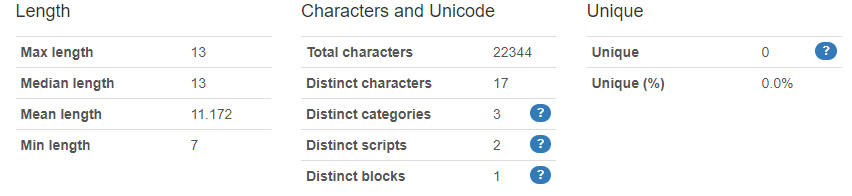 Length
Max length 13
Median length 13
Mean length 11.172
Min length 7
Characters and Unicode
Total characters 22344
Distinct characters 17
Distinct categories 3 ?
Distinct scripts 2 ?
Distinct blocks 1 ?
Unique
Unique 0 ?
Unique (%) 0.0%